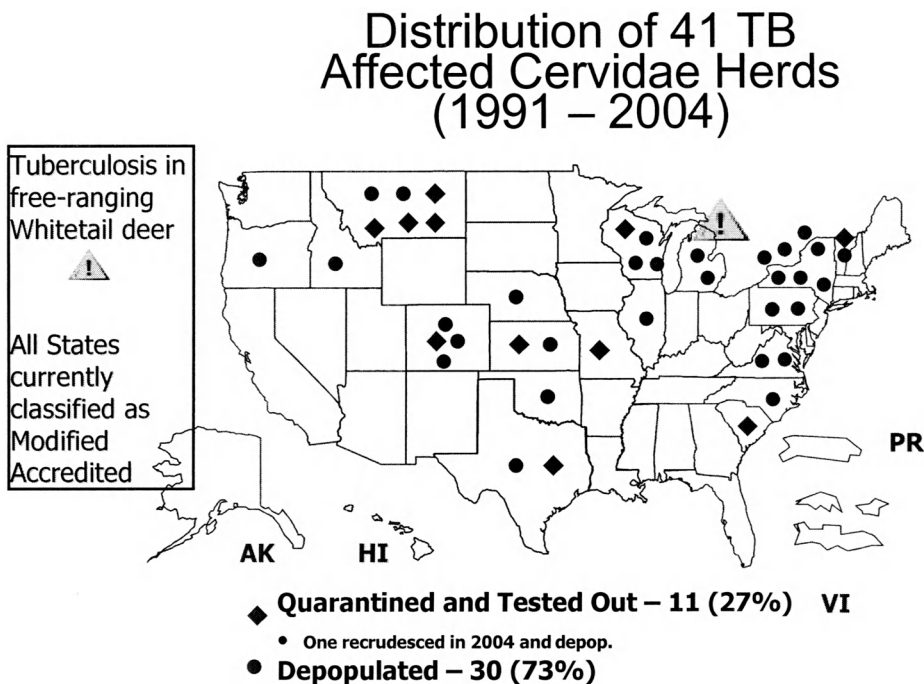 Distribution of 41 TB
Affected Cervidae Herds
(1991 – 2004)
Tuberculosis in
free-ranging
Whitetail deer
!
All States
currently
classified as
Modified
Accredited
!
PR
AK
HI
VI
Quarantined and Tested Out – 11 (27%)
• One recrudesced in 2004 and depop.
Depopulated – 30 (73%)